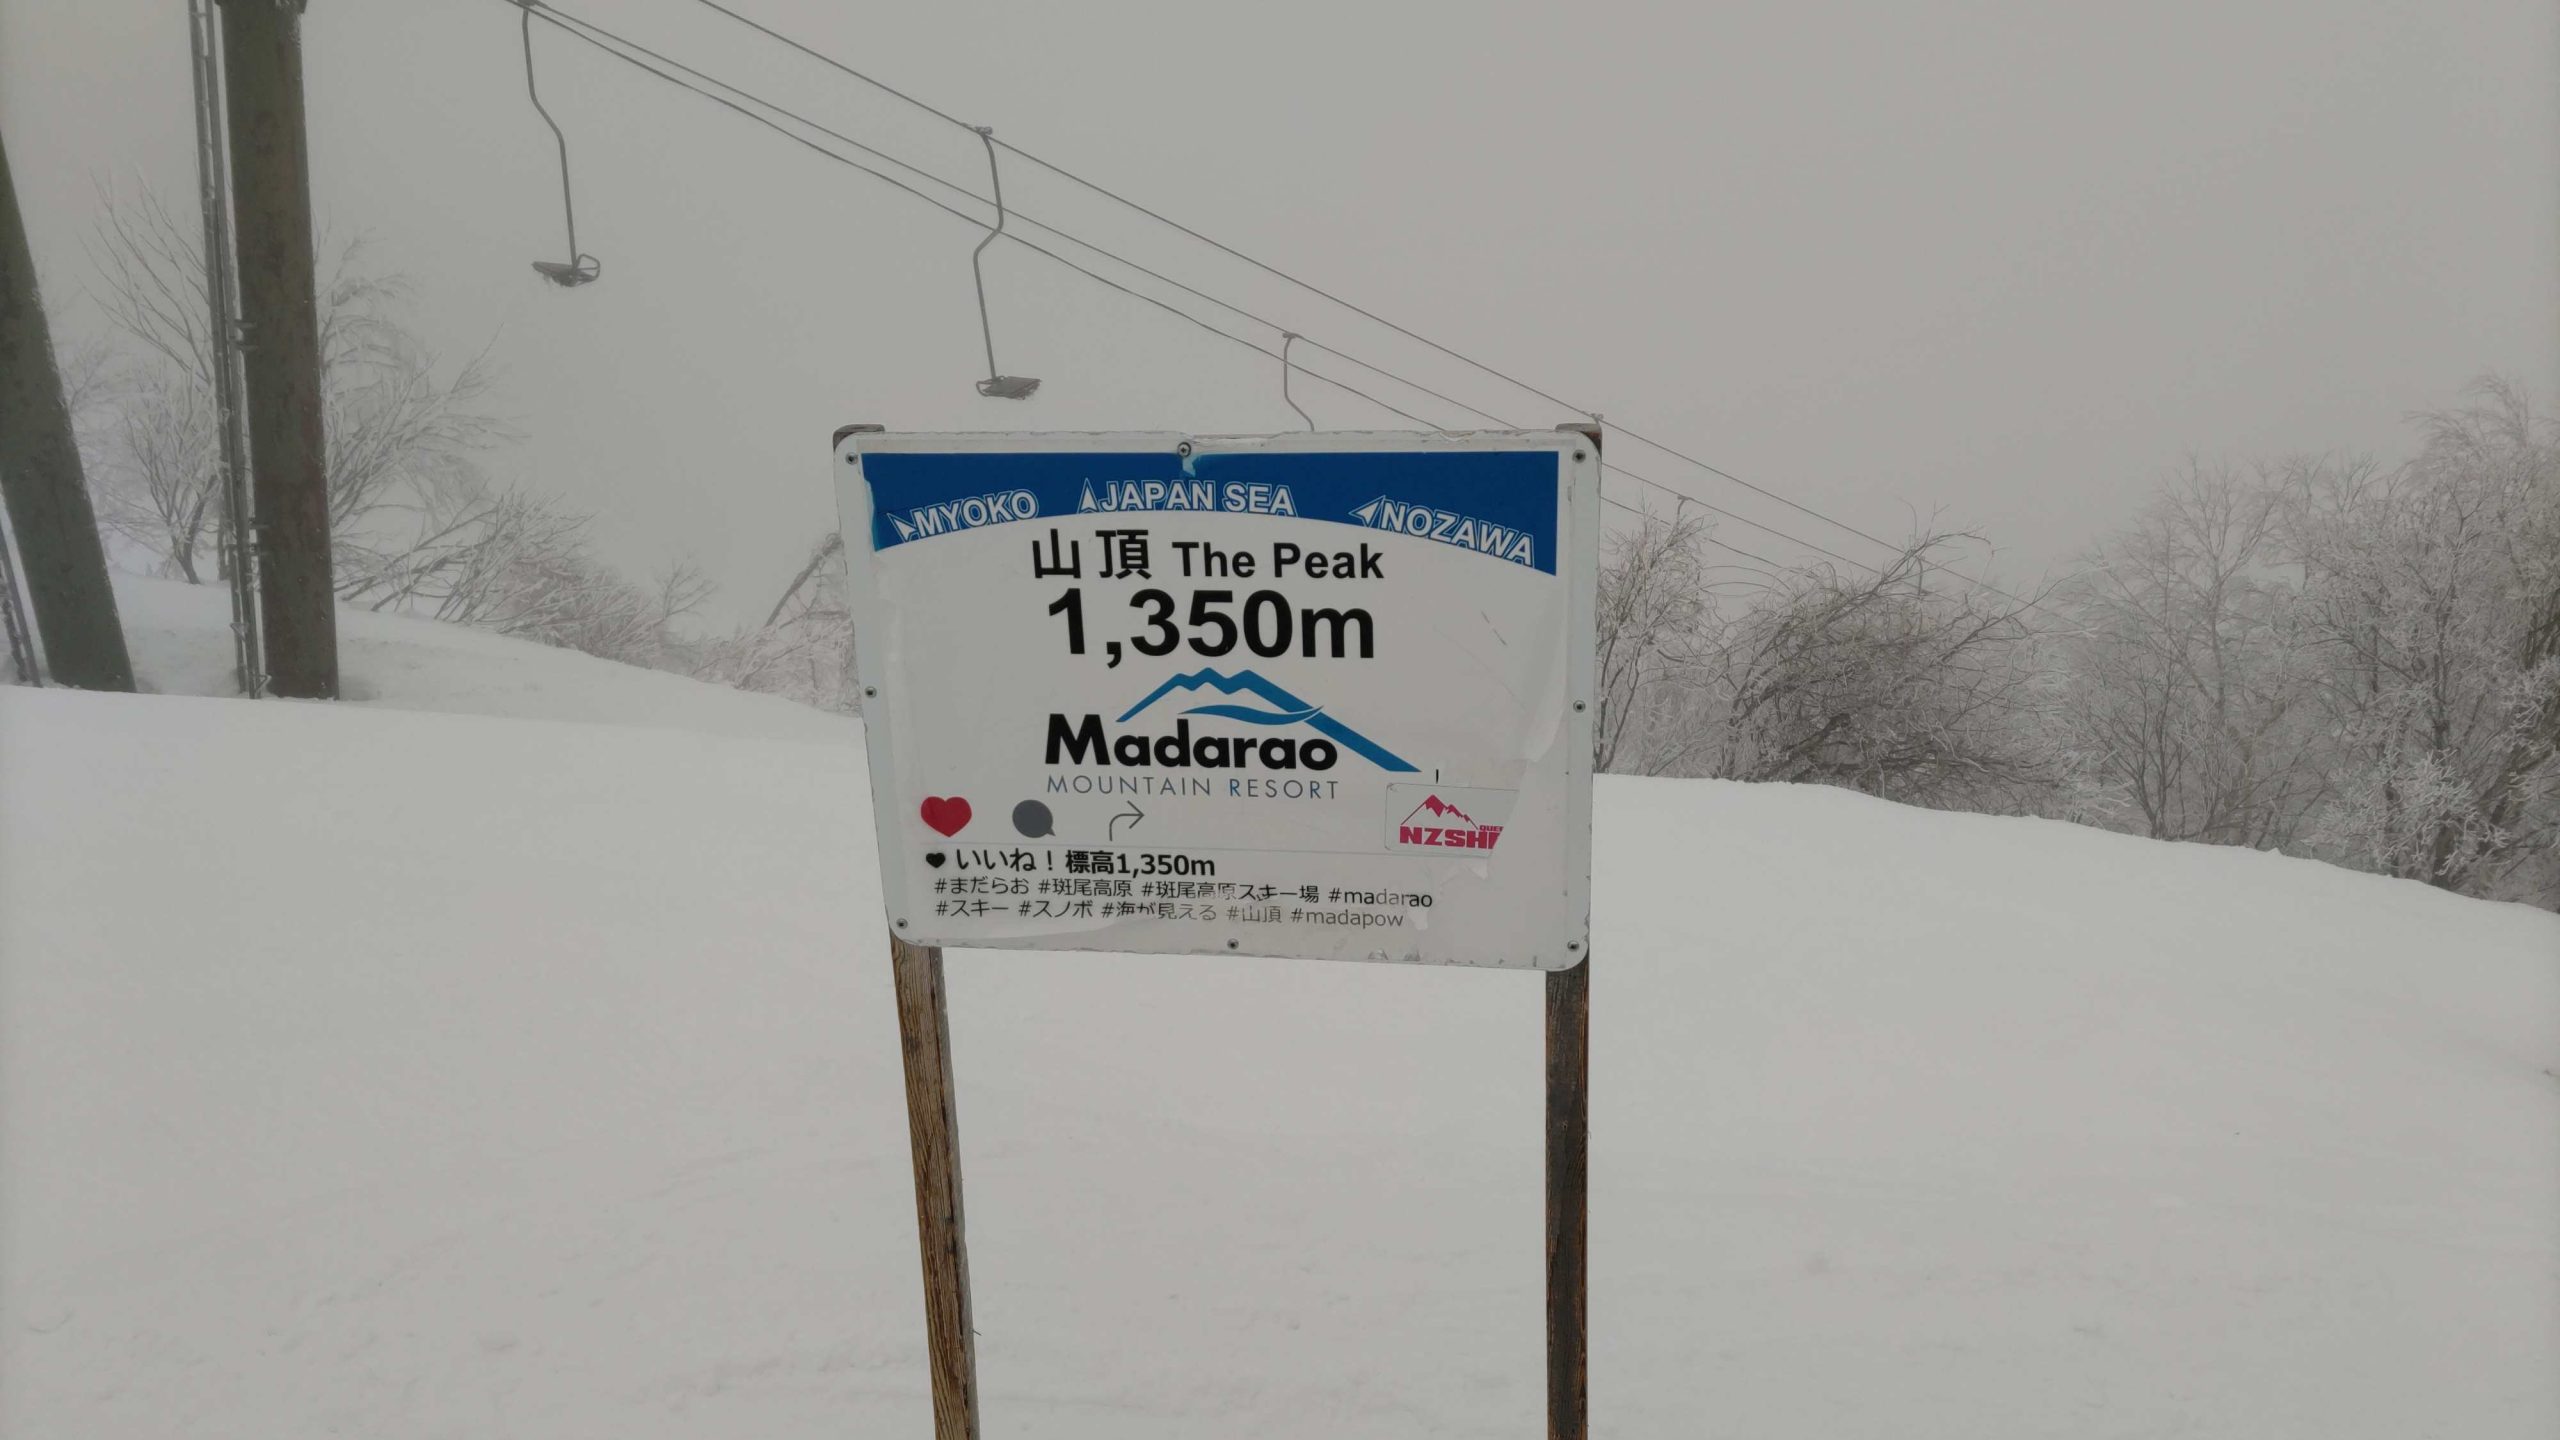 MYOKO JAPAN SEA NOZAWA
山頂 The Peak
1,350m
Madarao
MOUNTAIN RESORT
NZSH
いいね！標高1,350m
#まだらお #斑尾高原 #斑尾高原スキー場 #madarao
#スキー #スノボ #海が見える #山頂 #madapow